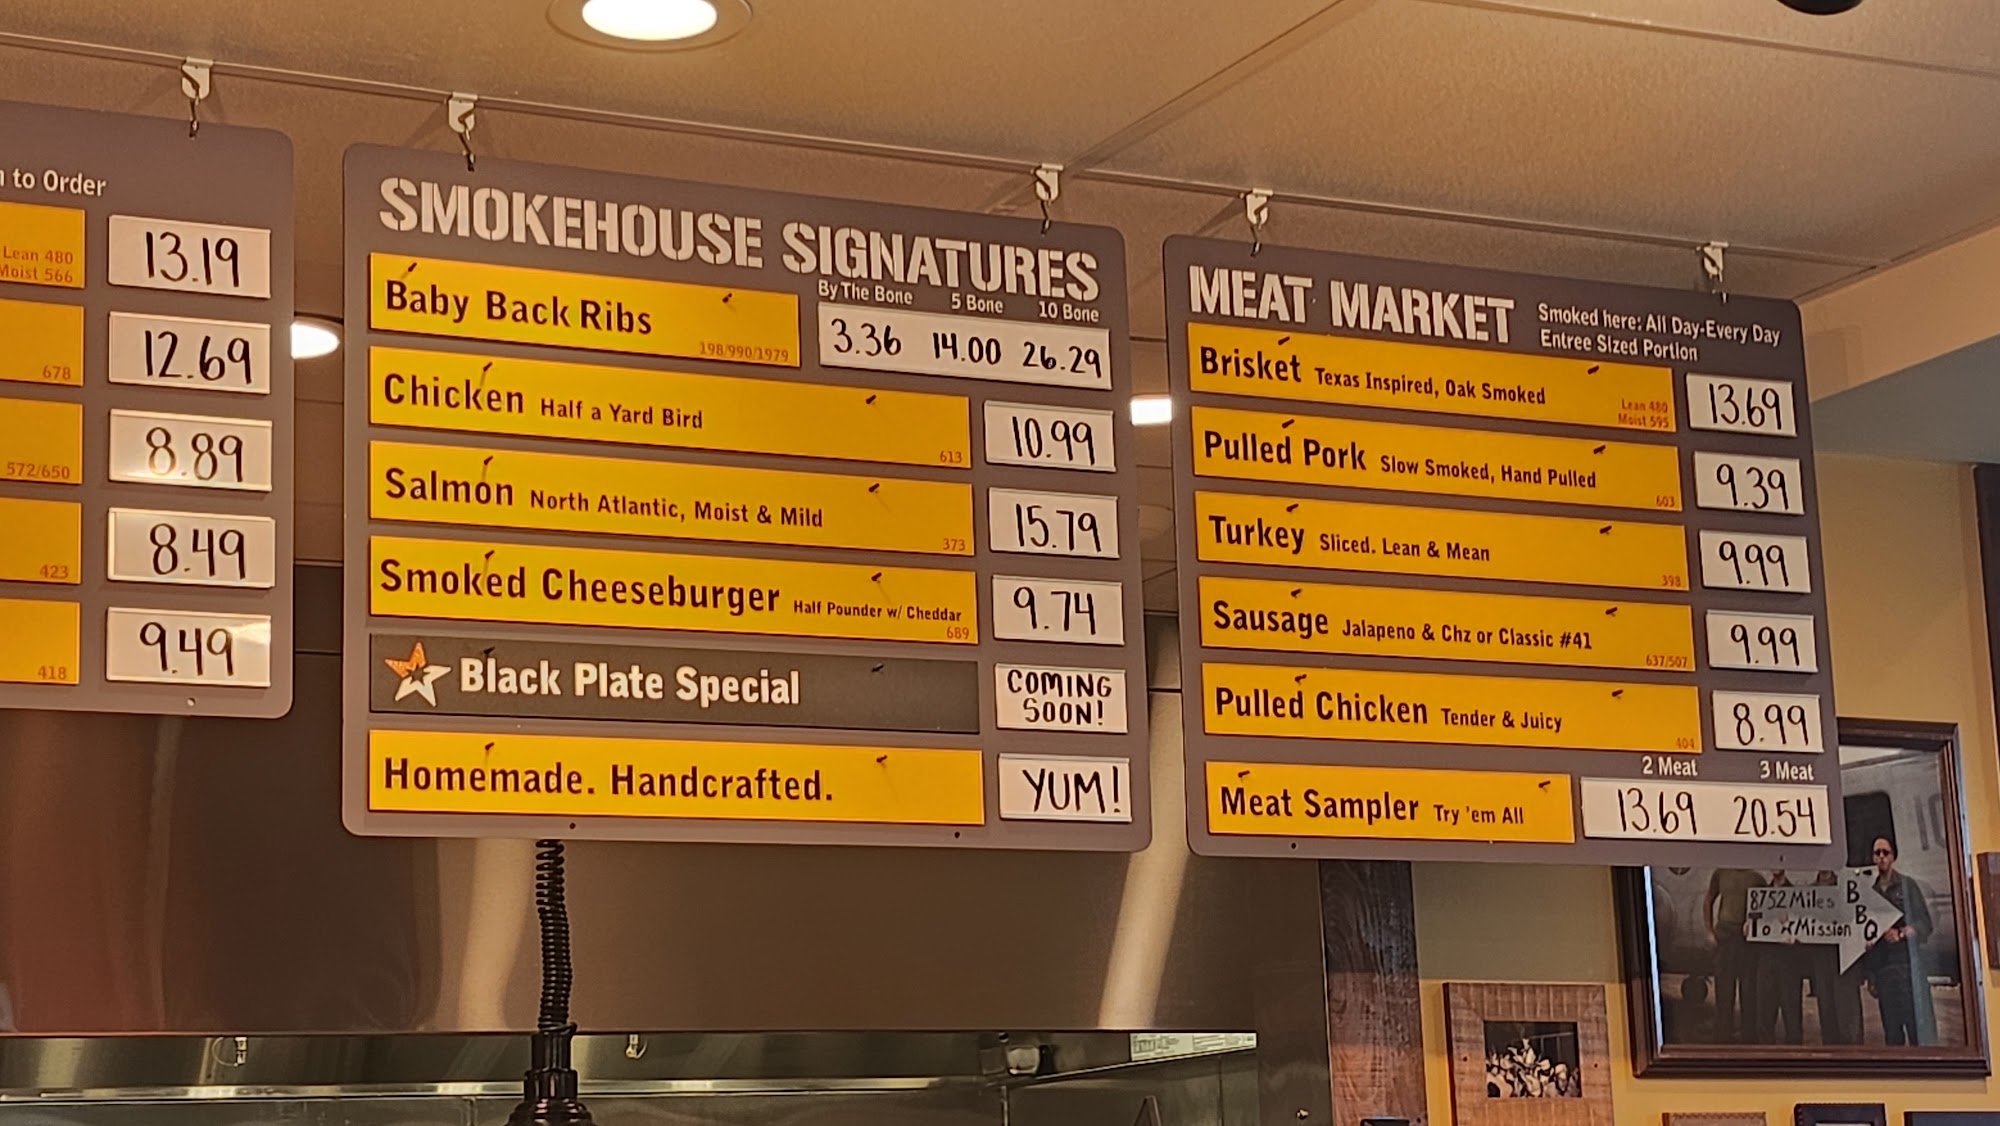 to Order
Lean 480
Moist 566
13.19
678
12.69
572/650
8.89
423
8.49
418
9.49
SMOKEHOUSE SIGNATURES
By The Bone 5 Bone 10 Bone
Baby Back Ribs 198/990/1979 3.36 14.00 26.29
Chicken Half a Yard Bird 613 10.99
Salmon North Atlantic, Moist & Mild 373 15.79
Smoked Cheeseburger Half Pounder w/ Cheddar 689 9.74
Black Plate Special COMING
SOON!
Homemade. Handcrafted. YUM!
MEAT MARKET Smoked here: All Day-Every Day
Entree Sized Portion
Brisket Texas Inspired, Oak Smoked Lean 480
Moist 595
13.69
Pulled Pork Slow Smoked, Hand Pulled 603 9.39
Turkey Sliced. Lean & Mean 398 9.99
Sausage Jalapeno & Chz or Classic #41 637/507 9.99
Pulled Chicken Tender & Juicy 404 8.99
2 Meat 3 Meat
Meat Sampler Try 'em All 13.69 20.54
8752 Miles
To Mission
BBQ